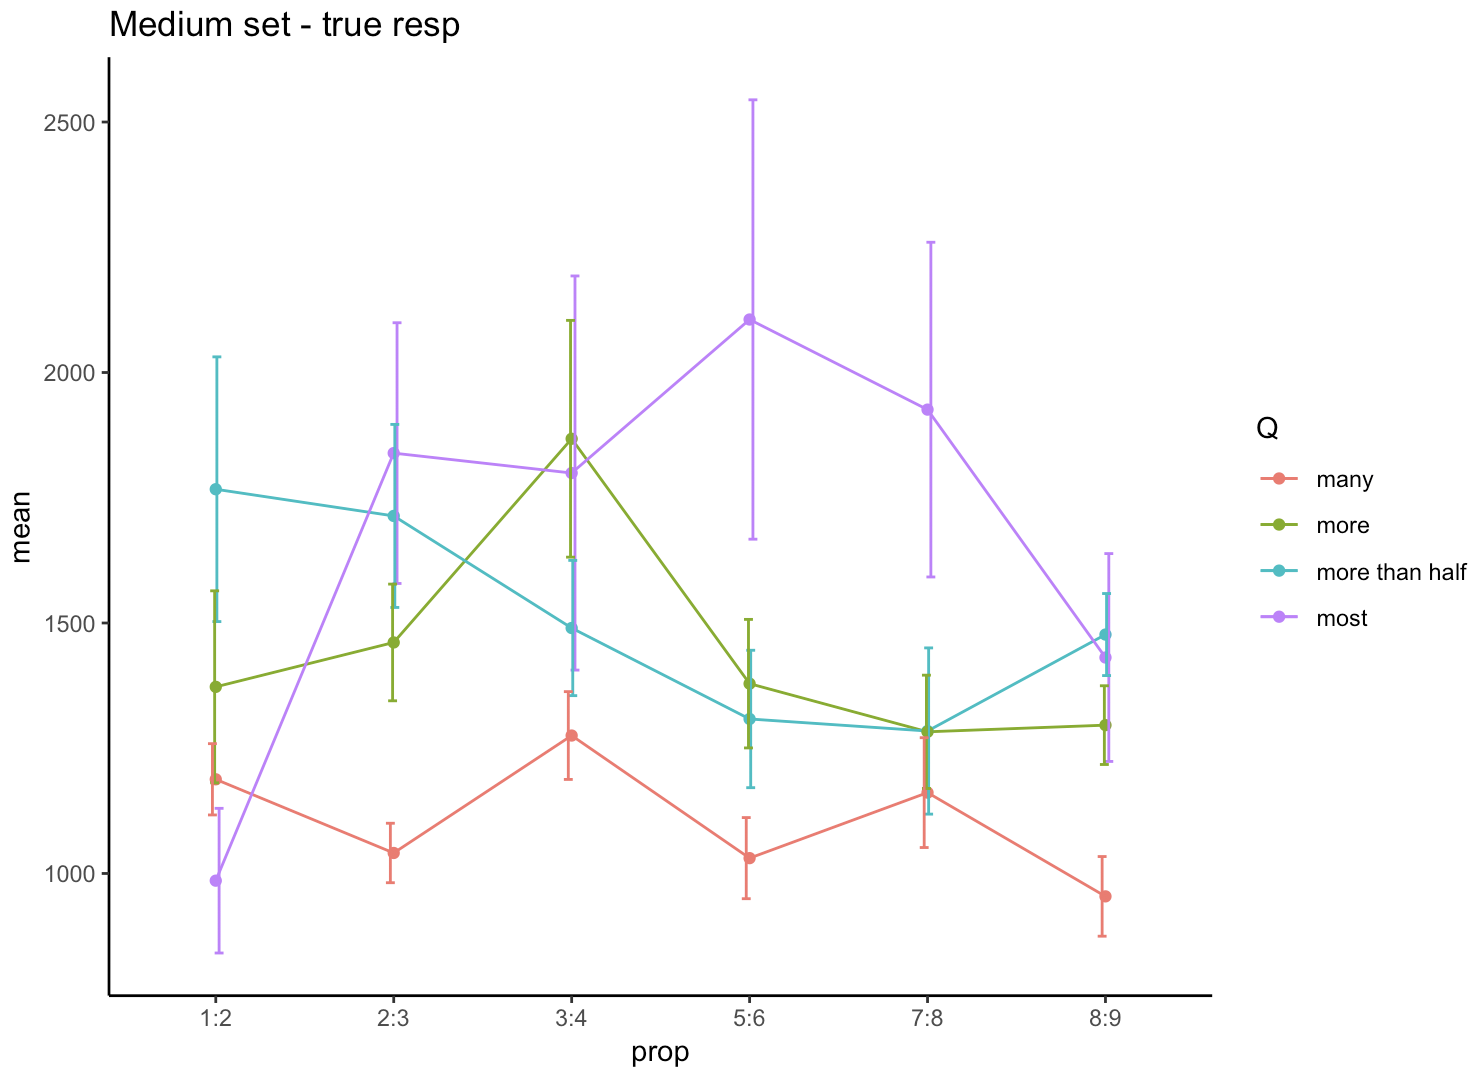 Medium set - true resp
2500
2000
1500
1000
mean
1:2 2:3 3:4 5:6 7:8 8:9
prop
Q
many
more
more than half
most